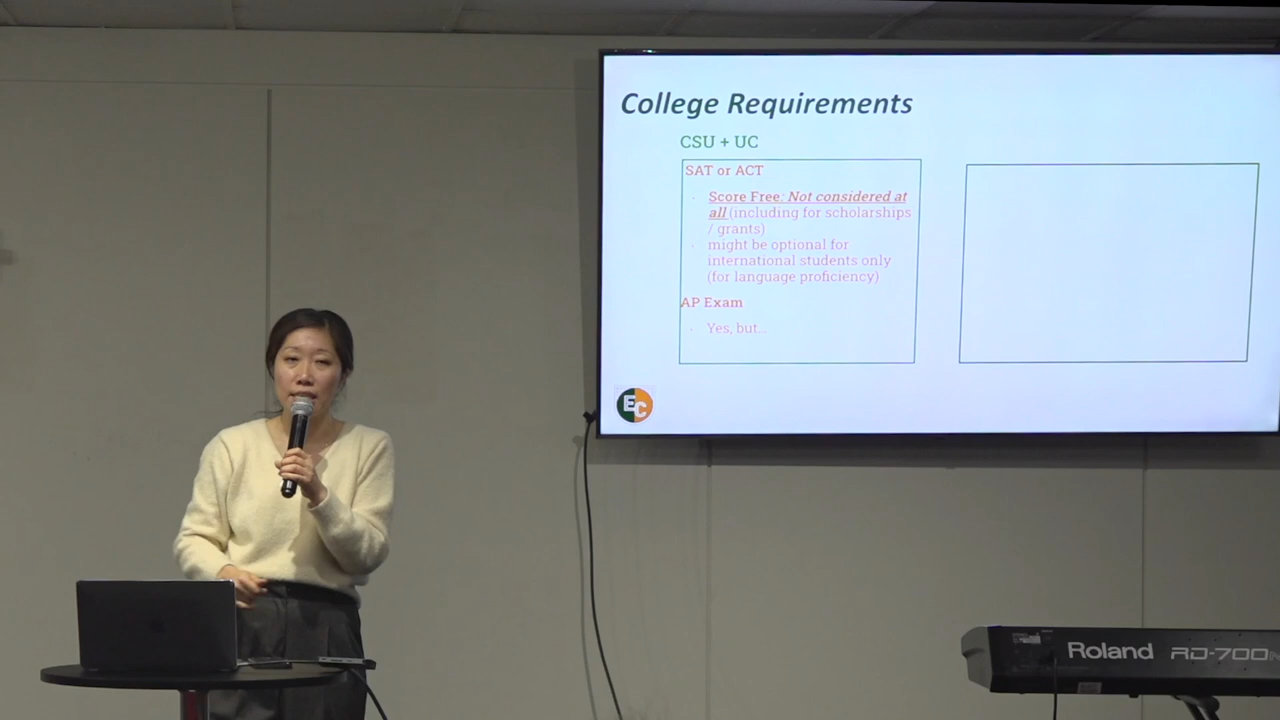 College Requirements
CSU + UC
SAT or ACT
Score Free: Not considered at
all (including for scholarships
/ grants)
might be optional for
international students only
(for language proficiency)
AP Exam
Yes, but...
EC
Roland RD-700